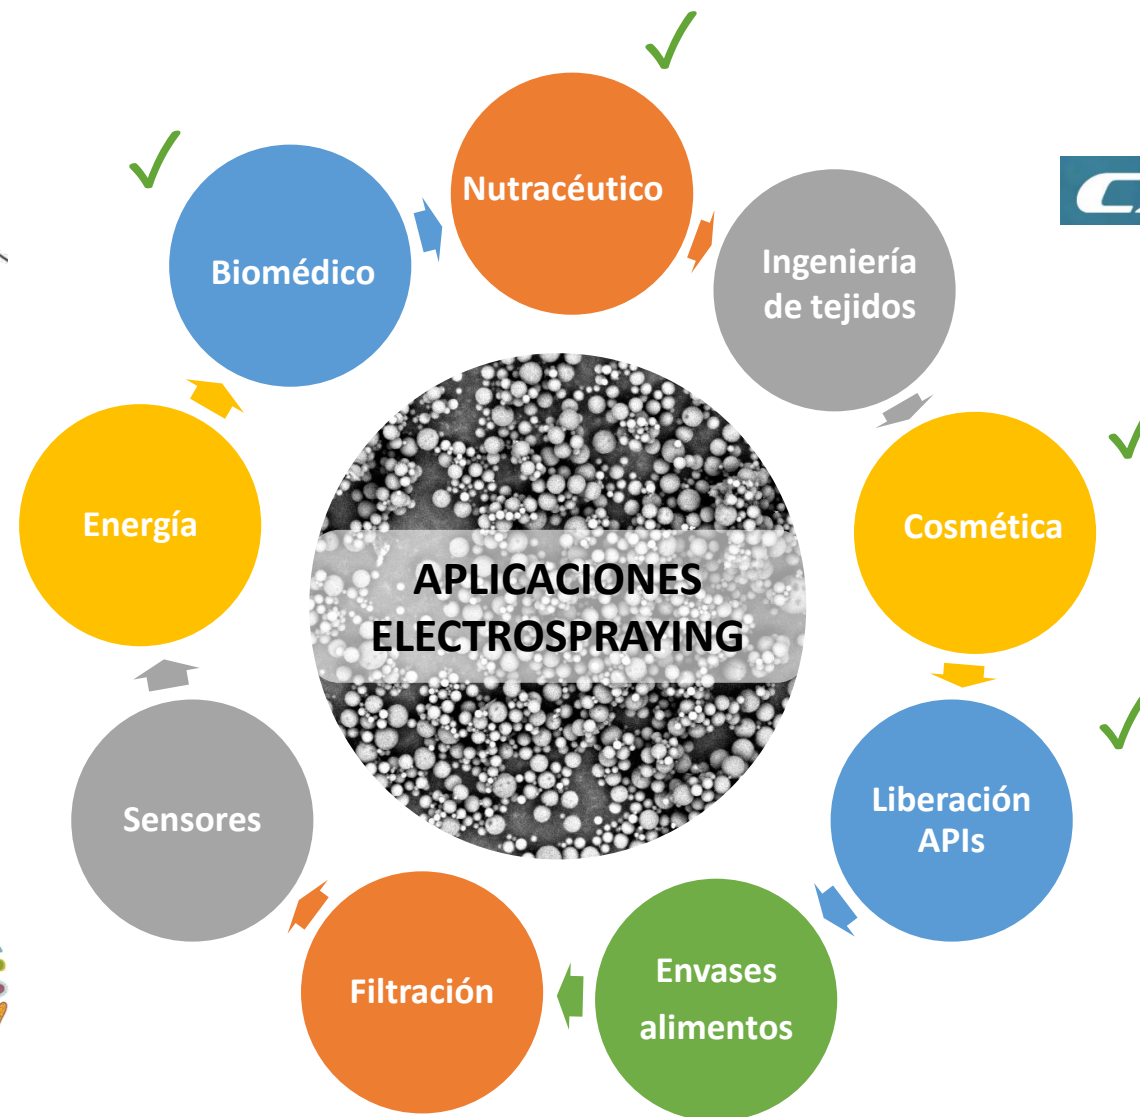 Nutracéutico
Ingeniería
de tejidos
Cosmética
Liberación
APIs
Envases
alimentos
Filtración
Sensores
Energía
Biomédico
APLICACIONES
ELECTROSPRAYING